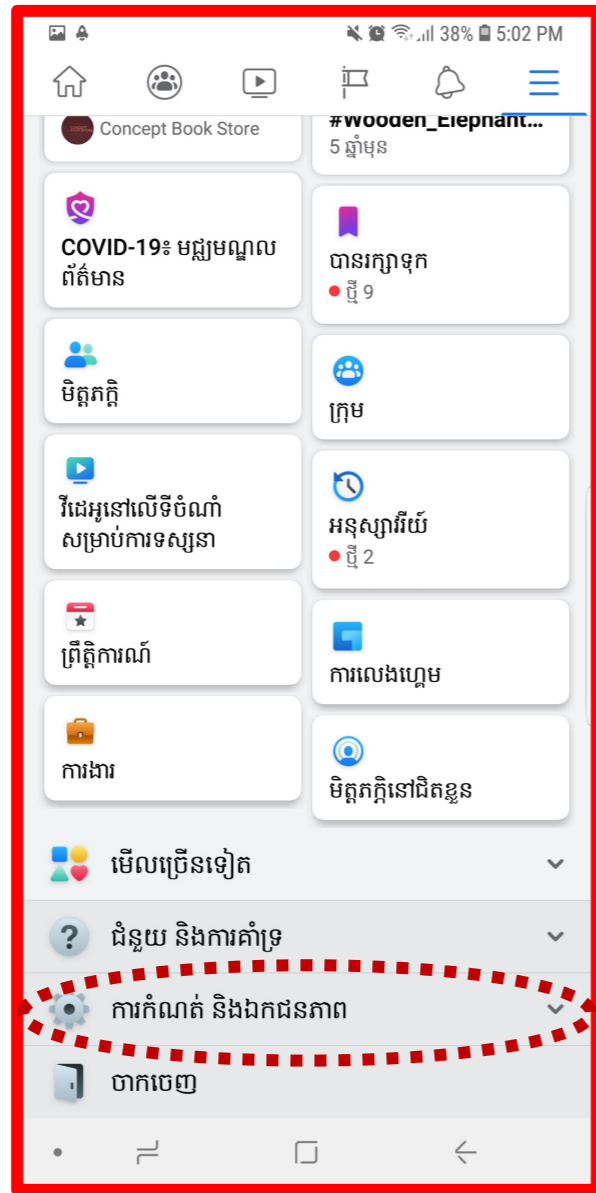 38% 5:02 PM
Concept Book Store
#Wooden_Elephant...
5 ឆ្នាំមុន
COVID-19៖ មជ្ឈមណ្ឌល
ព័ត៌មាន
បានរក្សាទុក
ថ្មី 9
មិត្តភក្តិ
ក្រុម
វីដេអូនៅលើទីចំណាំ
សម្រាប់ការទស្សនា
អនុស្សាវរីយ៍
ថ្មី 2
ព្រឹត្តិការណ៍
ការលេងហ្គេម
ការងារ
មិត្តភក្ដិនៅជិតខ្លួន
មើលច្រើនទៀត
ជំនួយ និងការគាំទ្រ
ការកំណត់ និងឯកជនភាព
ចាកចេញ